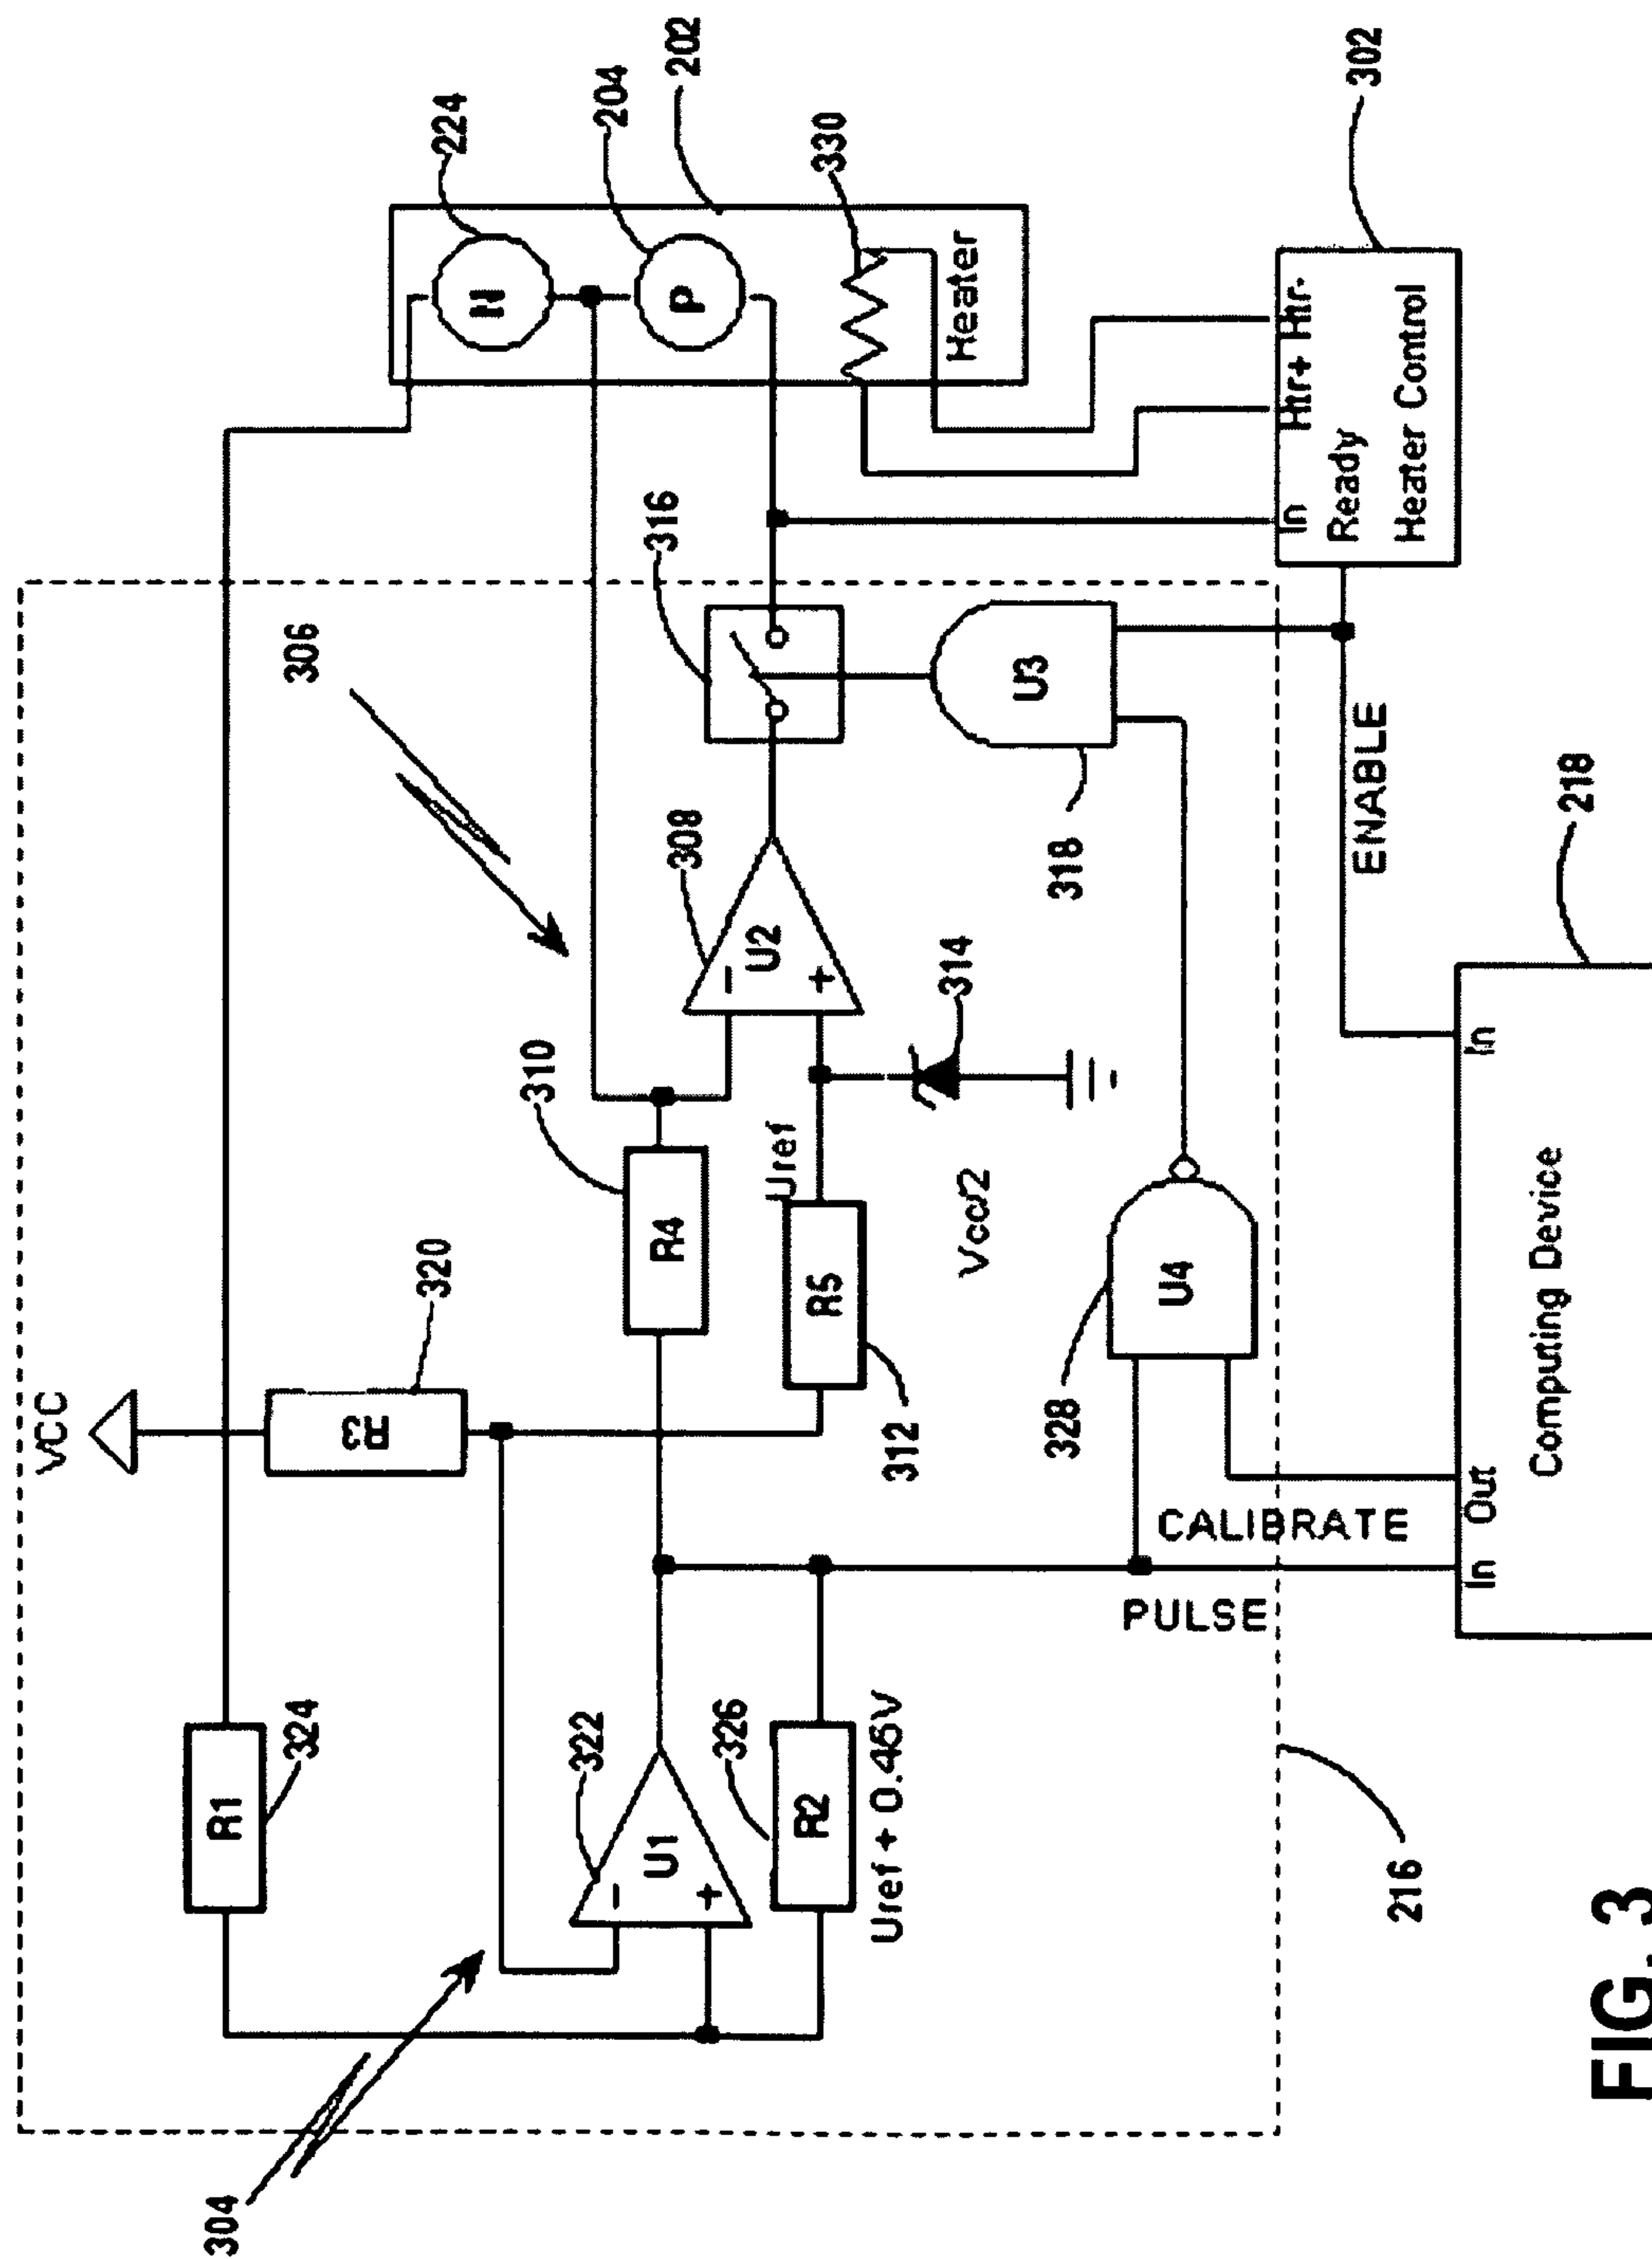 VCC
R1
324
R3
320
306
304
U1
-
+
322
R2
326
Uref + 0.46V
R4
310
Uref
R5
312
U2
-
+
308
314
Vcc/2
316
U3
318
U4
328
N
224
P
204
202
330
Heater
CALIBRATE
PULSE
216
ENABLE
In
Htr+
Htr-
Ready
Heater Control
302
In
Out
In
Computing Device
218
FIG. 3